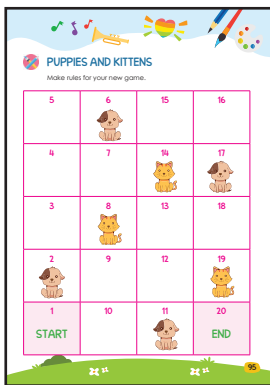 PUPPIES AND KITTENS
Make rules for your new game.
5 6 15 16
4 7 14 17
3 8 13 18
2 9 12 19
1 10 11 20
START END
95